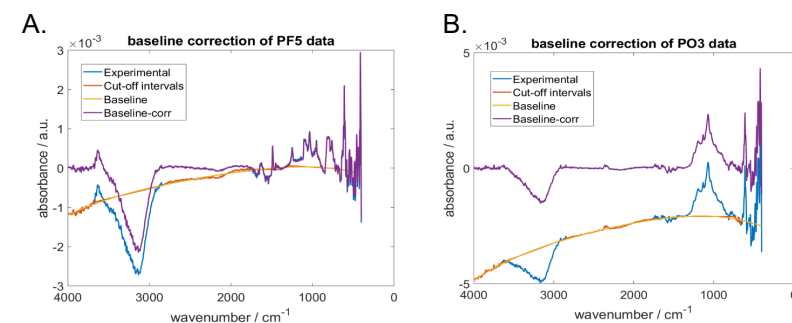 A.
×10⁻³
baseline correction of PF5 data
3
2
1
0
-1
-2
-3
absorbance / a.u.
Experimental
Cut-off intervals
Baseline
Baseline-corr
4000 3000 2000 1000 0
wavenumber / cm⁻¹
B.
×10⁻³
baseline correction of PO3 data
5
0
-5
absorbance / a.u.
Experimental
Cut-off intervals
Baseline
Baseline-corr
4000 3000 2000 1000 0
wavenumber / cm⁻¹